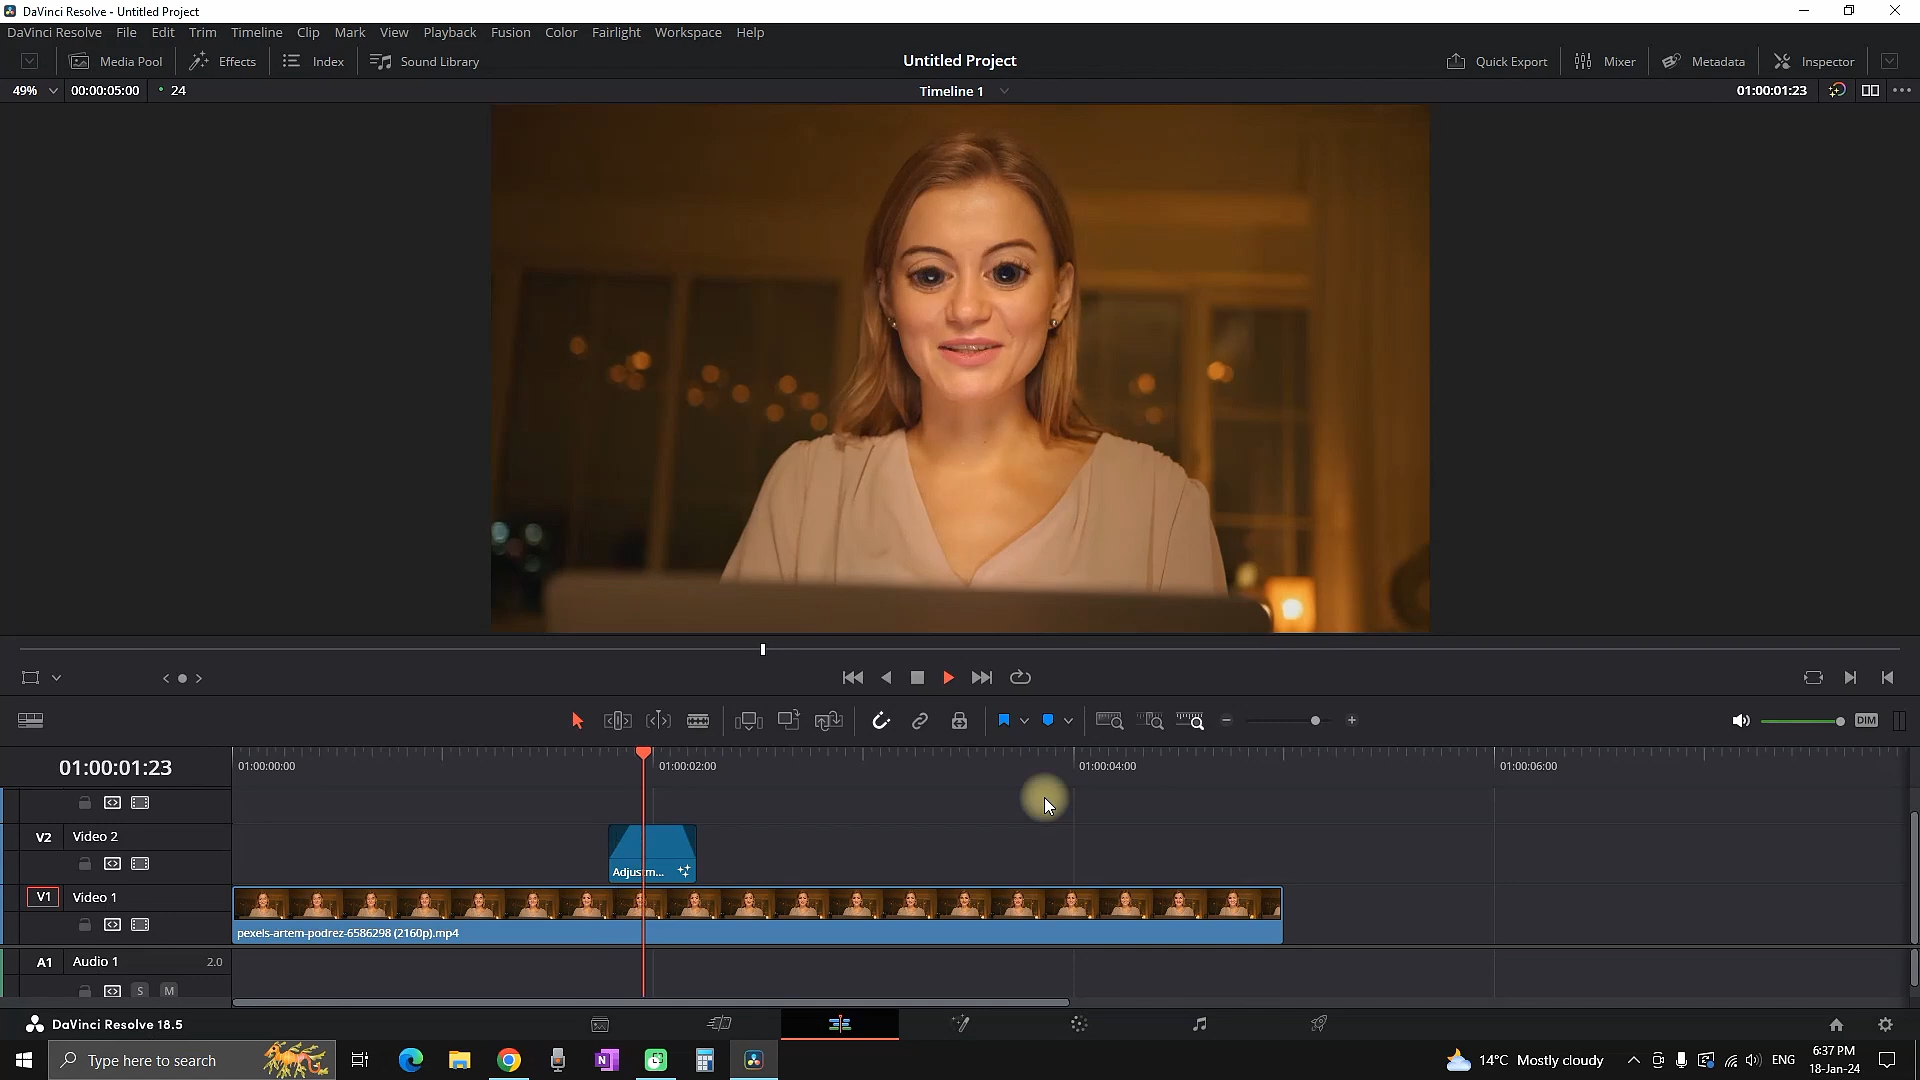 DaVinci Resolve - Untitled Project
DaVinci Resolve File Edit Trim Timeline Clip Mark View Playback Fusion Color Fairlight Workspace Help
Media Pool Effects Index Sound Library Untitled Project Quick Export Mixer Metadata Inspector
49% 00:00:05:00 24 Timeline 1 01:00:01:23
DIM
01:00:01:23 01:00:00:00 01:00:02:00 01:00:04:00 01:00:06:00
V2 Video 2
Adjustm...
V1 Video 1
pexels-artem-podrez-6586298 (2160p).mp4
A1 Audio 1 2.0
S M
DaVinci Resolve 18.5
Type here to search N 14°C Mostly cloudy ENG 6:37 PM
18-Jan-24